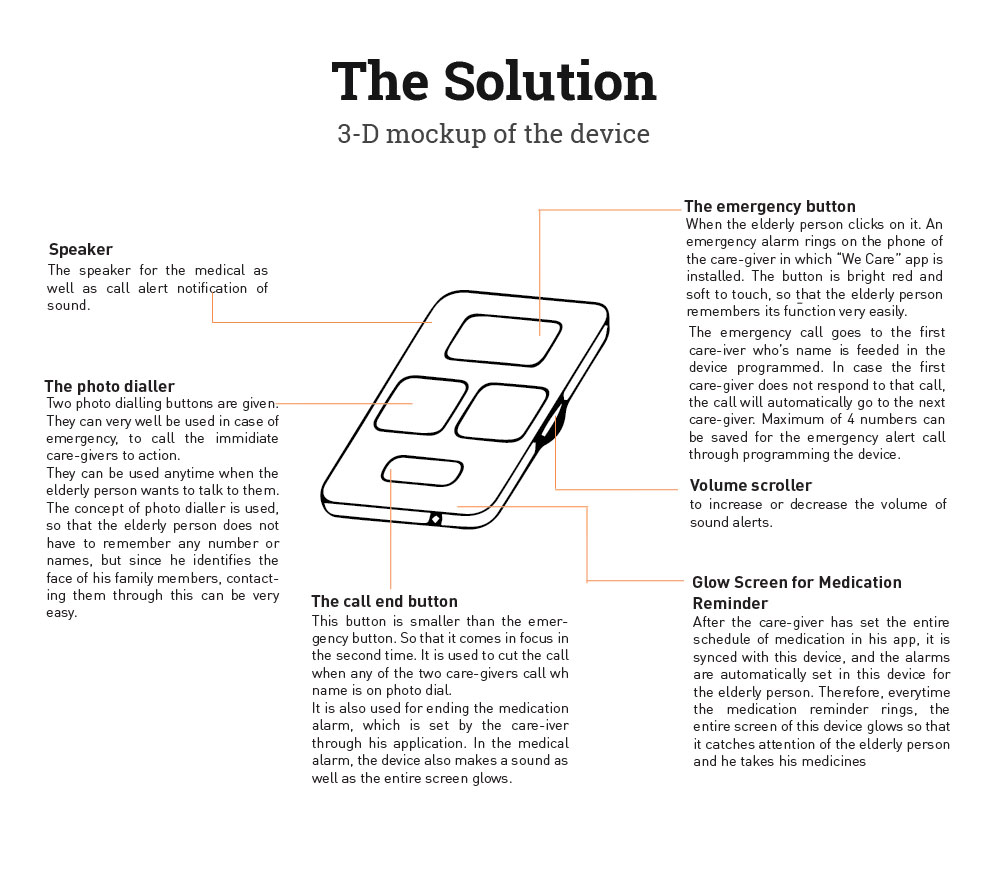 The Solution
3-D mockup of the device
Speaker
The speaker for the medical as
well as call alert notification of
sound.
The photo dialler
Two photo dialling buttons are given.
They can very well be used in case of
emergency, to call the immidiate
care-givers to action.
They can be used anytime when the
elderly person wants to talk to them.
The concept of photo dialler is used,
so that the elderly person does not
have to remember any number or
names, but since he identifies the
face of his family members, contact-
ing them through this can be very
easy.
The call end button
This button is smaller than the emer-
gency button. So that it comes in focus in
the second time. It is used to cut the call
when any of the two care-givers call wh
name is on photo dial.
It is also used for ending the medication
alarm, which is set by the care-iver
through his application. In the medical
alarm, the device also makes a sound as
well as the entire screen glows.
The emergency button
When the elderly person clicks on it. An
emergency alarm rings on the phone of
the care-giver in which “We Care” app is
installed. The button is bright red and
soft to touch, so that the elderly person
remembers its function very easily.
The emergency call goes to the first
care-iver who's name is feeded in the
device programmed. In case the first
care-giver does not respond to that call,
the call will automatically go to the next
care-giver. Maximum of 4 numbers can
be saved for the emergency alert call
through programming the device.
Volume scroller
to increase or decrease the volume of
sound alerts.
Glow Screen for Medication
Reminder
After the care-giver has set the entire
schedule of medication in his app, it is
synced with this device, and the alarms
are automatically set in this device for
the elderly person. Therefore, everytime
the medication reminder rings, the
entire screen of this device glows so that
it catches attention of the elderly person
and he takes his medicines